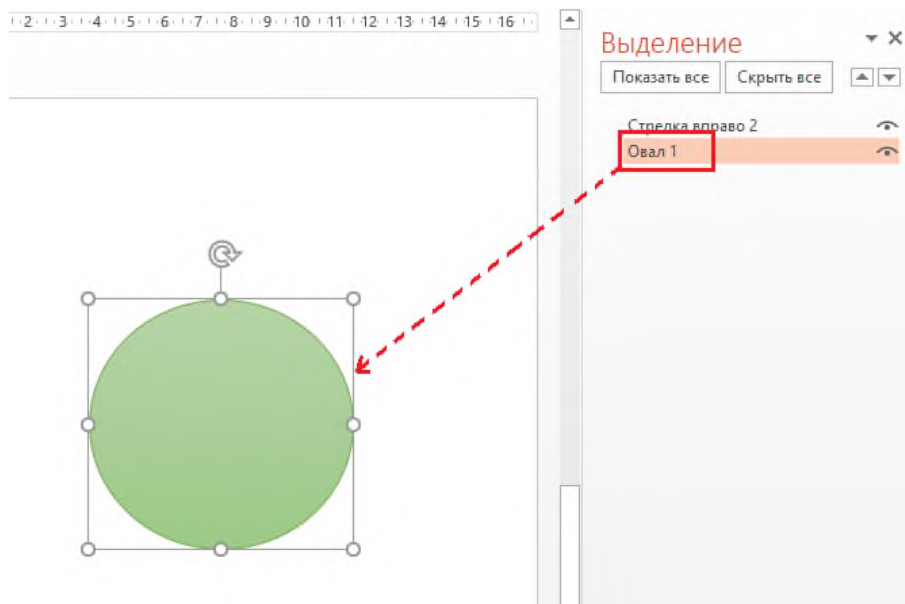 2 3 4 5 6 7 8 9 10 11 12 13 14 15 16
Выделение
Показать все Скрыть все
Стрелка вправо 2
Овал 1